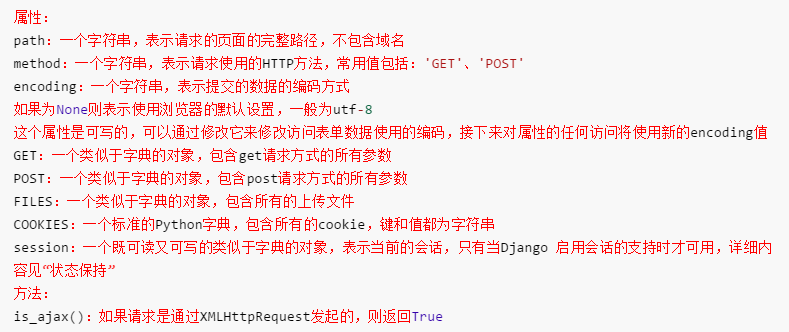 属性：
path：一个字符串，表示请求的页面的完整路径，不包含域名
method：一个字符串，表示请求使用的HTTP方法，常用值包括：'GET'、'POST'
encoding：一个字符串，表示提交的数据的编码方式
如果为None则表示使用浏览器的默认设置，一般为utf-8
这个属性是可写的，可以通过修改它来修改访问表单数据使用的编码，接下来对属性的任何访问将使用新的encoding值
GET：一个类似于字典的对象，包含get请求方式的所有参数
POST：一个类似于字典的对象，包含post请求方式的所有参数
FILES：一个类似于字典的对象，包含所有的上传文件
COOKIES：一个标准的Python字典，包含所有的cookie，键和值都为字符串
session：一个既可读又可写的类似于字典的对象，表示当前的会话，只有当Django 启用会话的支持时才可用，详细内
容见“状态保持”
方法：
is_ajax()：如果请求是通过XMLHttpRequest发起的，则返回True